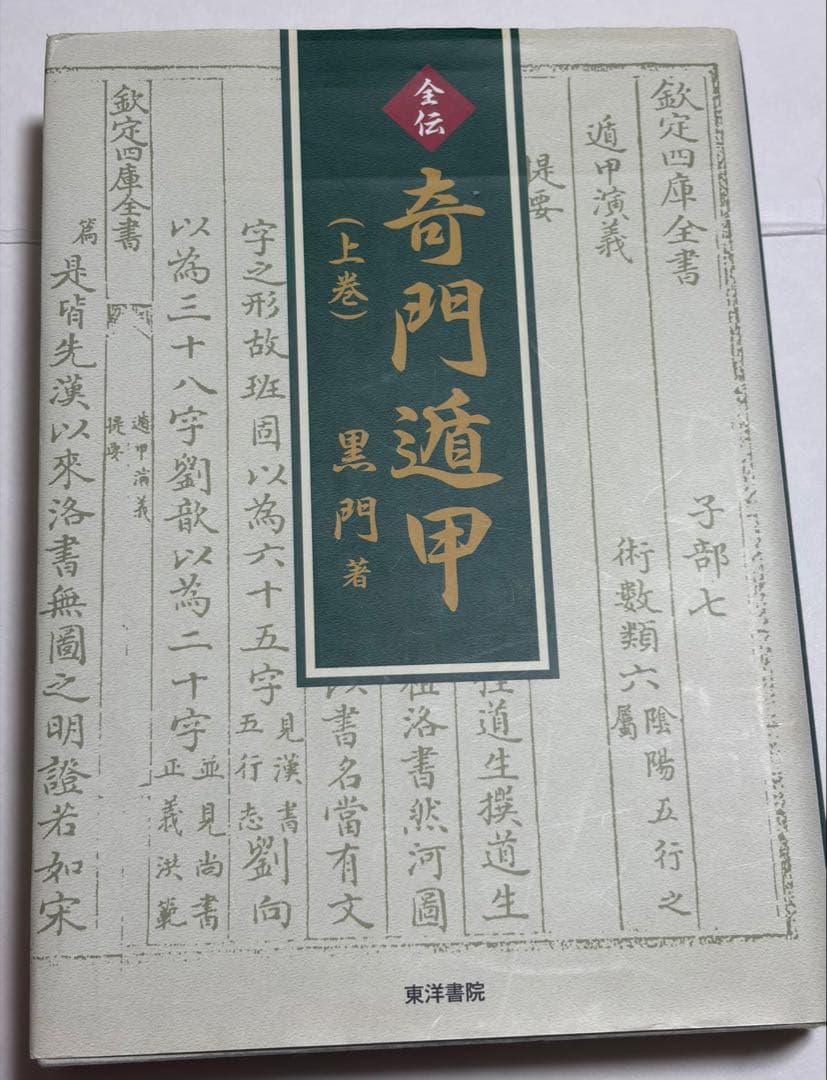 全伝
奇門遁甲
(上巻)
黒門 著
欽定四庫全書
子部七
遁甲演義
術數類六
陰陽五行之
屬
提要
道生撰道生
洛書然河圖
書名當有文
字之形故班固以為六十五字
見漢書
五行志
劉向
以為三十八字劉歆以為二十字
並見尚書
正義洪範
欽定四庫全書
遁甲演義
提要
篇
是皆先漢以來洛書無圖之明證若如宋
東洋書院